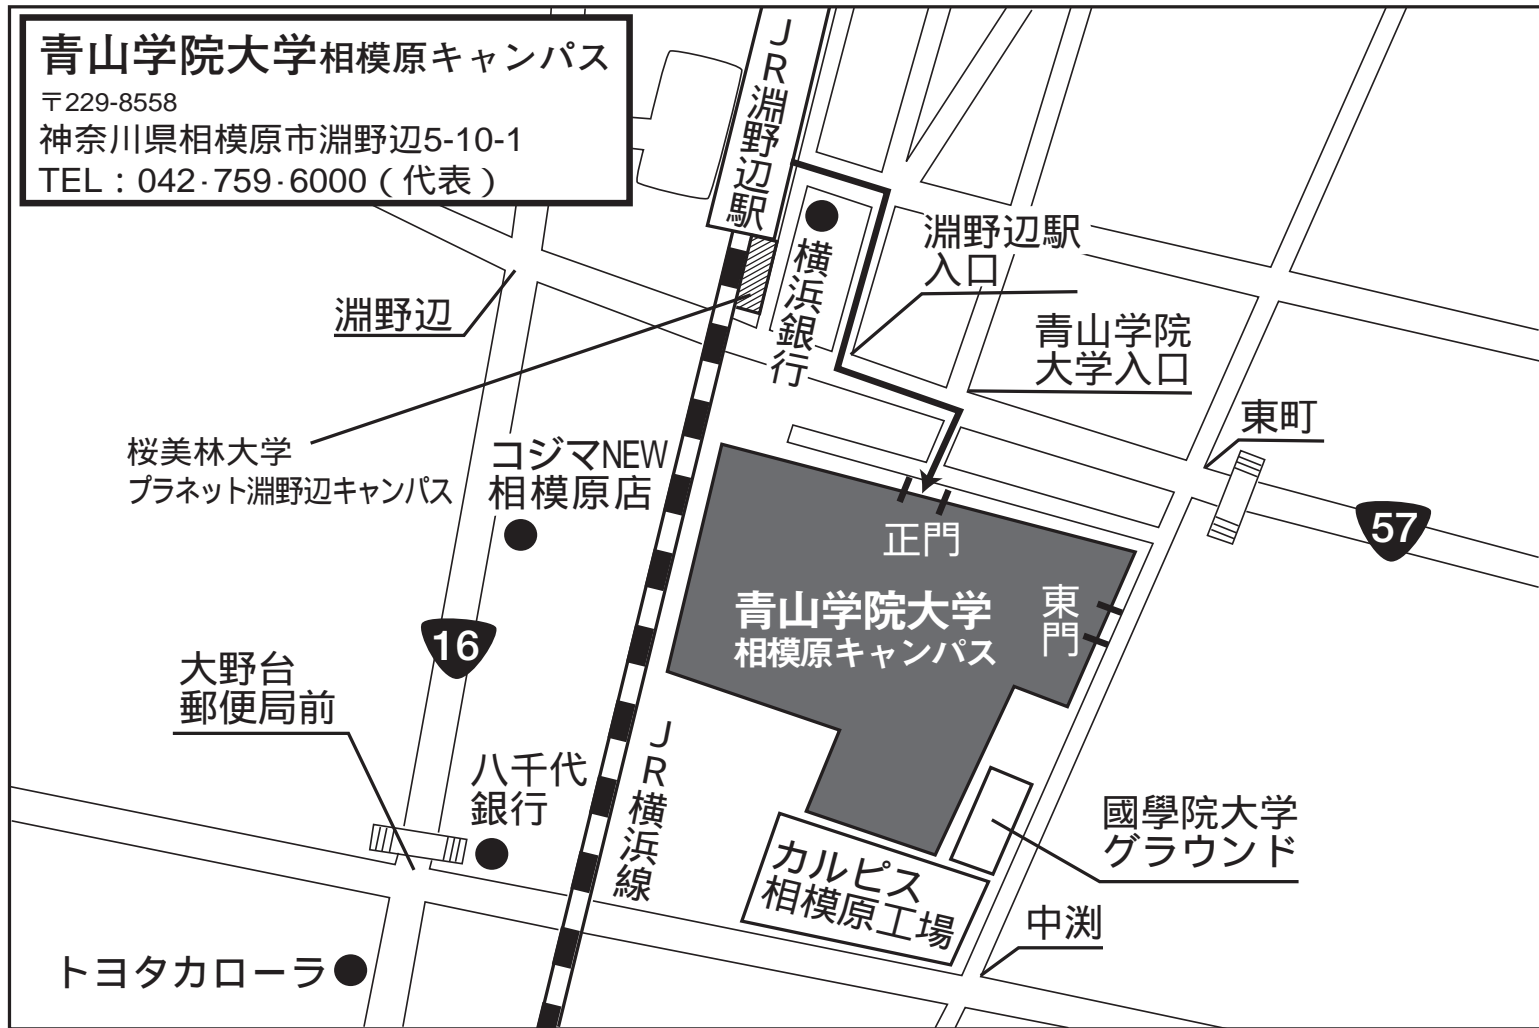 青山学院大学相模原キャンパス
〒229-8558
神奈川県相模原市淵野辺5-10-1
TEL：042·759·6000（代表）
JR淵野辺駅
横浜銀行
淵野辺駅
入口
淵野辺
青山学院
大学入口
東町
桜美林大学
プラネット淵野辺キャンパス
コジマNEW
相模原店
57
正門
青山学院大学
相模原キャンパス
東門
16
大野台
郵便局前
JR横浜線
八千代
銀行
國學院大学
グラウンド
カルピス
相模原工場
中渕
トヨタカローラ